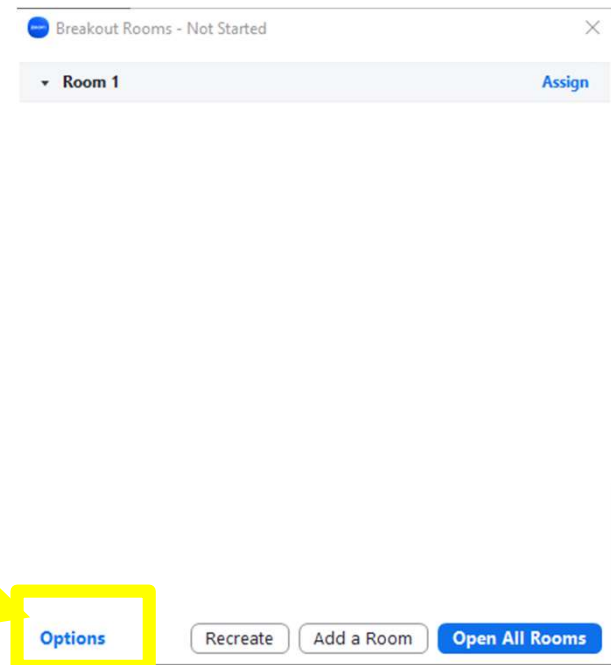 Breakout Rooms - Not Started
Room 1 Assign
Options Recreate Add a Room Open All Rooms